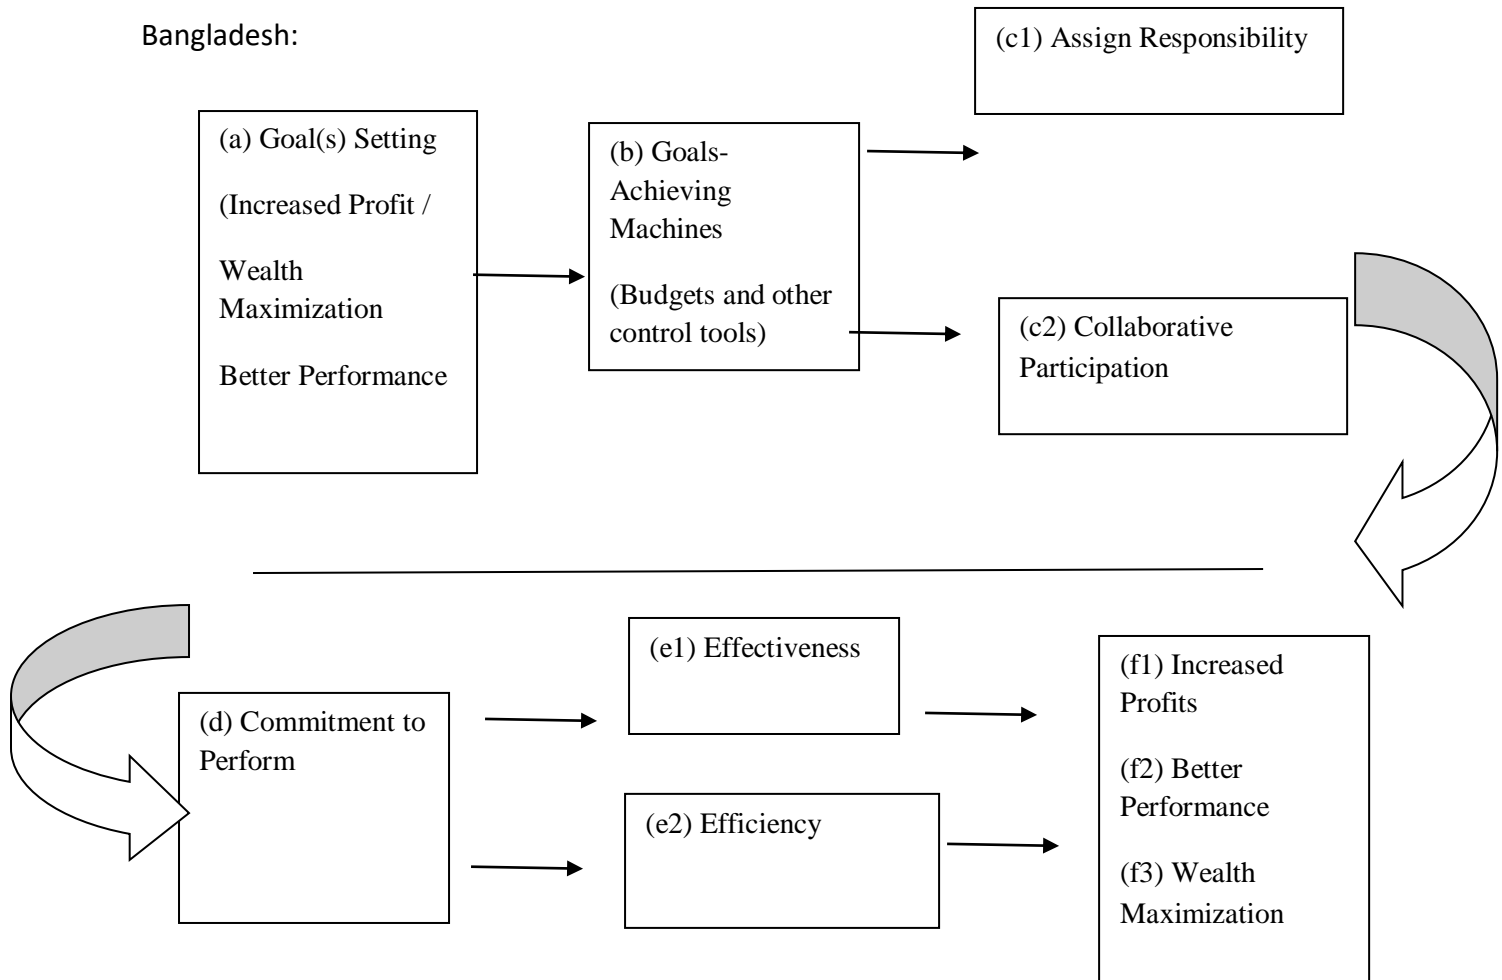 Bangladesh:
(c1) Assign Responsibility
(a) Goal(s) Setting
(Increased Profit /
Wealth
Maximization
Better Performance
(b) Goals-
Achieving
Machines
(Budgets and other
control tools)
(c2) Collaborative
Participation
(d) Commitment to
Perform
(e1) Effectiveness
(e2) Efficiency
(f1) Increased
Profits
(f2) Better
Performance
(f3) Wealth
Maximization